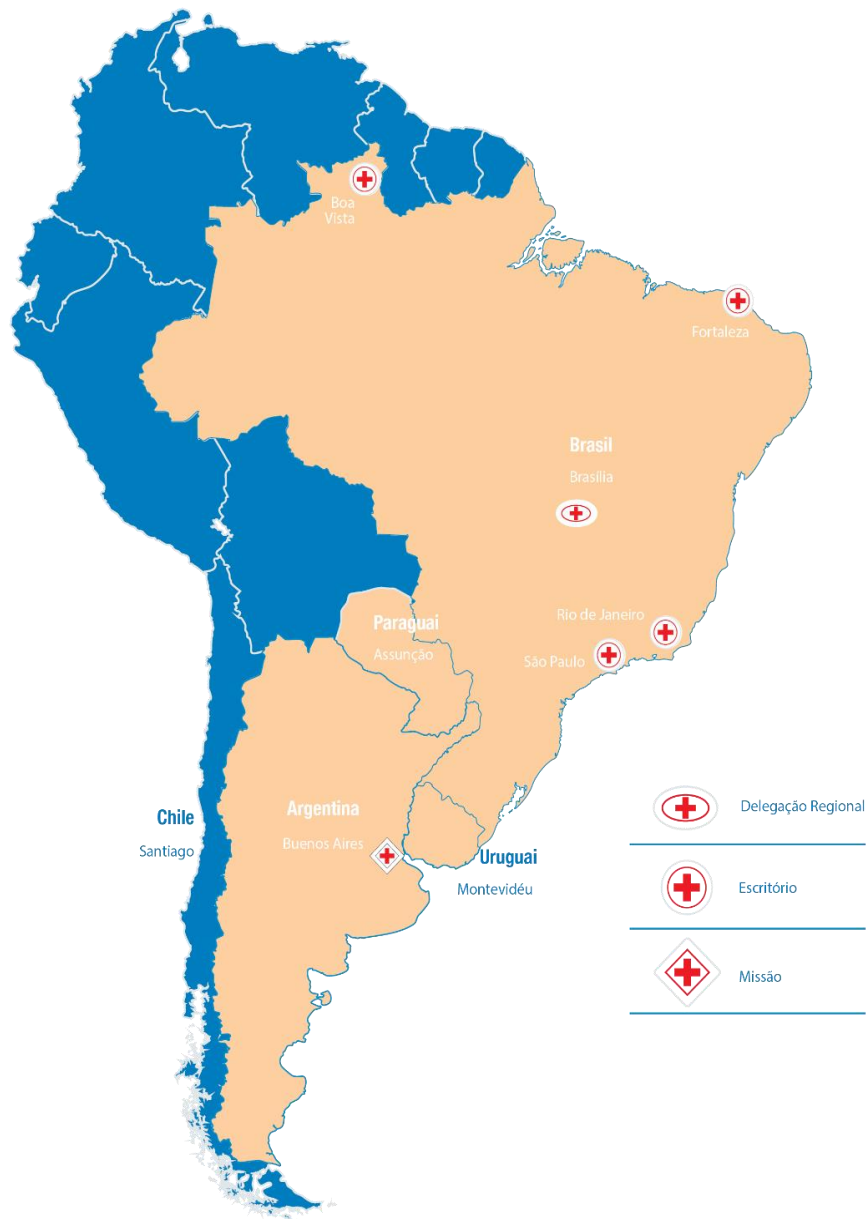 Boa
Vista
Fortaleza
Brasil
Brasília
Rio de Janeiro
São Paulo
Paraguai
Assunção
Chile
Santiago
Argentina
Buenos Aires
Uruguai
Montevidéu
Delegação Regional
Escritório
Missão